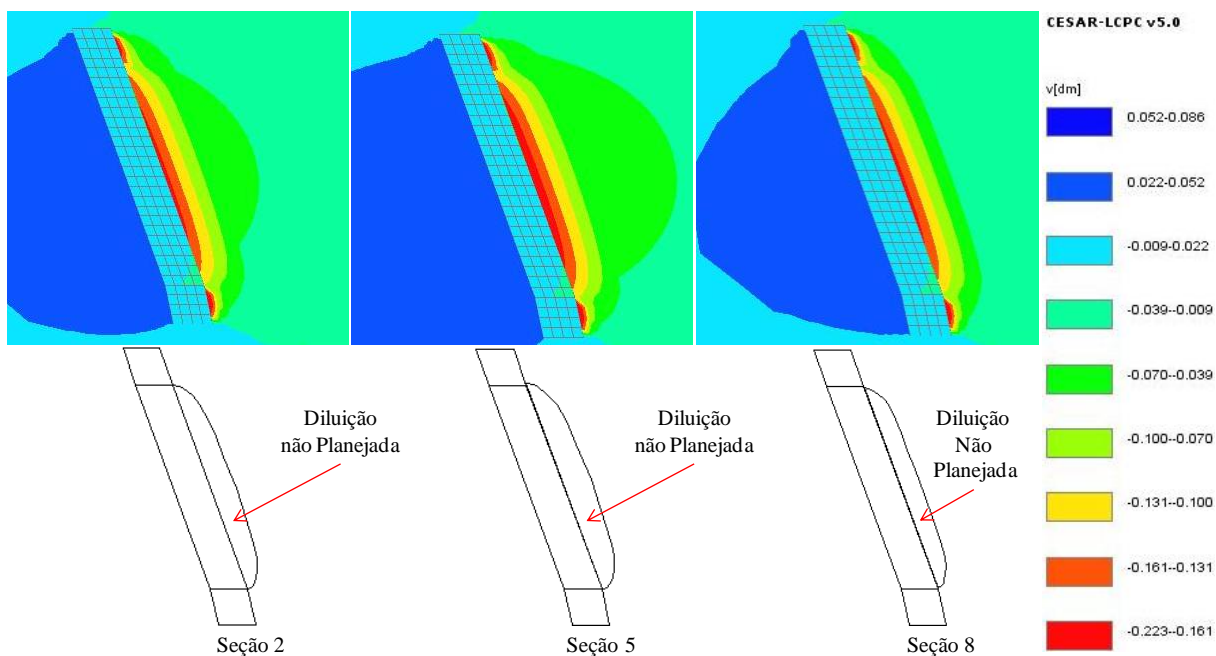 CESAR-LCPC v5.0
v[dm]
0.052-0.086
0.022-0.052
-0.009-0.022
-0.039--0.009
-0.070--0.039
-0.100--0.070
-0.131--0.100
-0.161--0.131
-0.223--0.161
Diluição
não Planejada
Diluição
não Planejada
Diluição
Não
Planejada
Seção 2
Seção 5
Seção 8